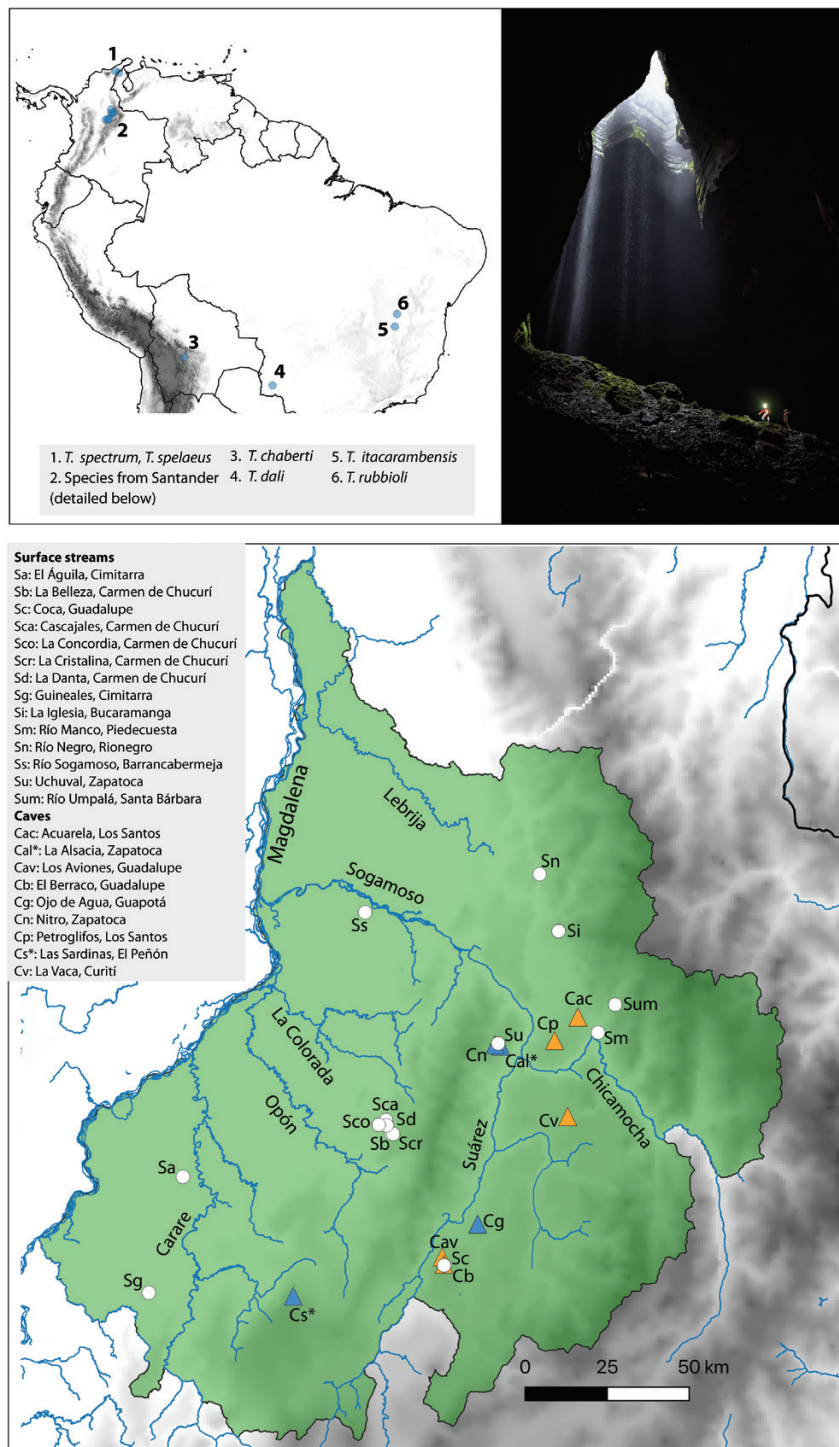 1
2
3
4
5
6
1. T. spectrum, T. spelaeus
2. Species from Santander
(detailed below)
3. T. chaberti
4. T. dali
5. T. itacarambensis
6. T. rubbioli
Surface streams
Sa: El Águila, Cimitarra
Sb: La Belleza, Carmen de Chucurí
Sc: Coca, Guadalupe
Sca: Cascajales, Carmen de Chucurí
Sco: La Concordia, Carmen de Chucurí
Scr: La Cristalina, Carmen de Chucurí
Sd: La Danta, Carmen de Chucurí
Sg: Guineales, Cimitarra
Si: La Iglesia, Bucaramanga
Sm: Río Manco, Piedecuesta
Sn: Río Negro, Rionegro
Ss: Río Sogamoso, Barrancabermeja
Su: Uchuval, Zapatoca
Sum: Río Umpalá, Santa Bárbara
Caves
Cac: Acuarela, Los Santos
Cal*: La Alsacia, Zapatoca
Cav: Los Aviones, Guadalupe
Cb: El Berraco, Guadalupe
Cg: Ojo de Agua, Guapotá
Cn: Nitro, Zapatoca
Cp: Petroglifos, Los Santos
Cs*: Las Sardinas, El Peñón
Cv: La Vaca, Curití
Magdalena
Lebrija
Sogamoso
Sn
Ss
Si
Cac
Sum
Cp
Sm
Su
Cn
Cal*
La Colorada
Chicamocha
Opón
Sca
Sd
Sco
Sb
Scr
Cv
Suárez
Sa
Carare
Cg
Cav
Sc
Cb
Sg
Cs*
0
25
50 km